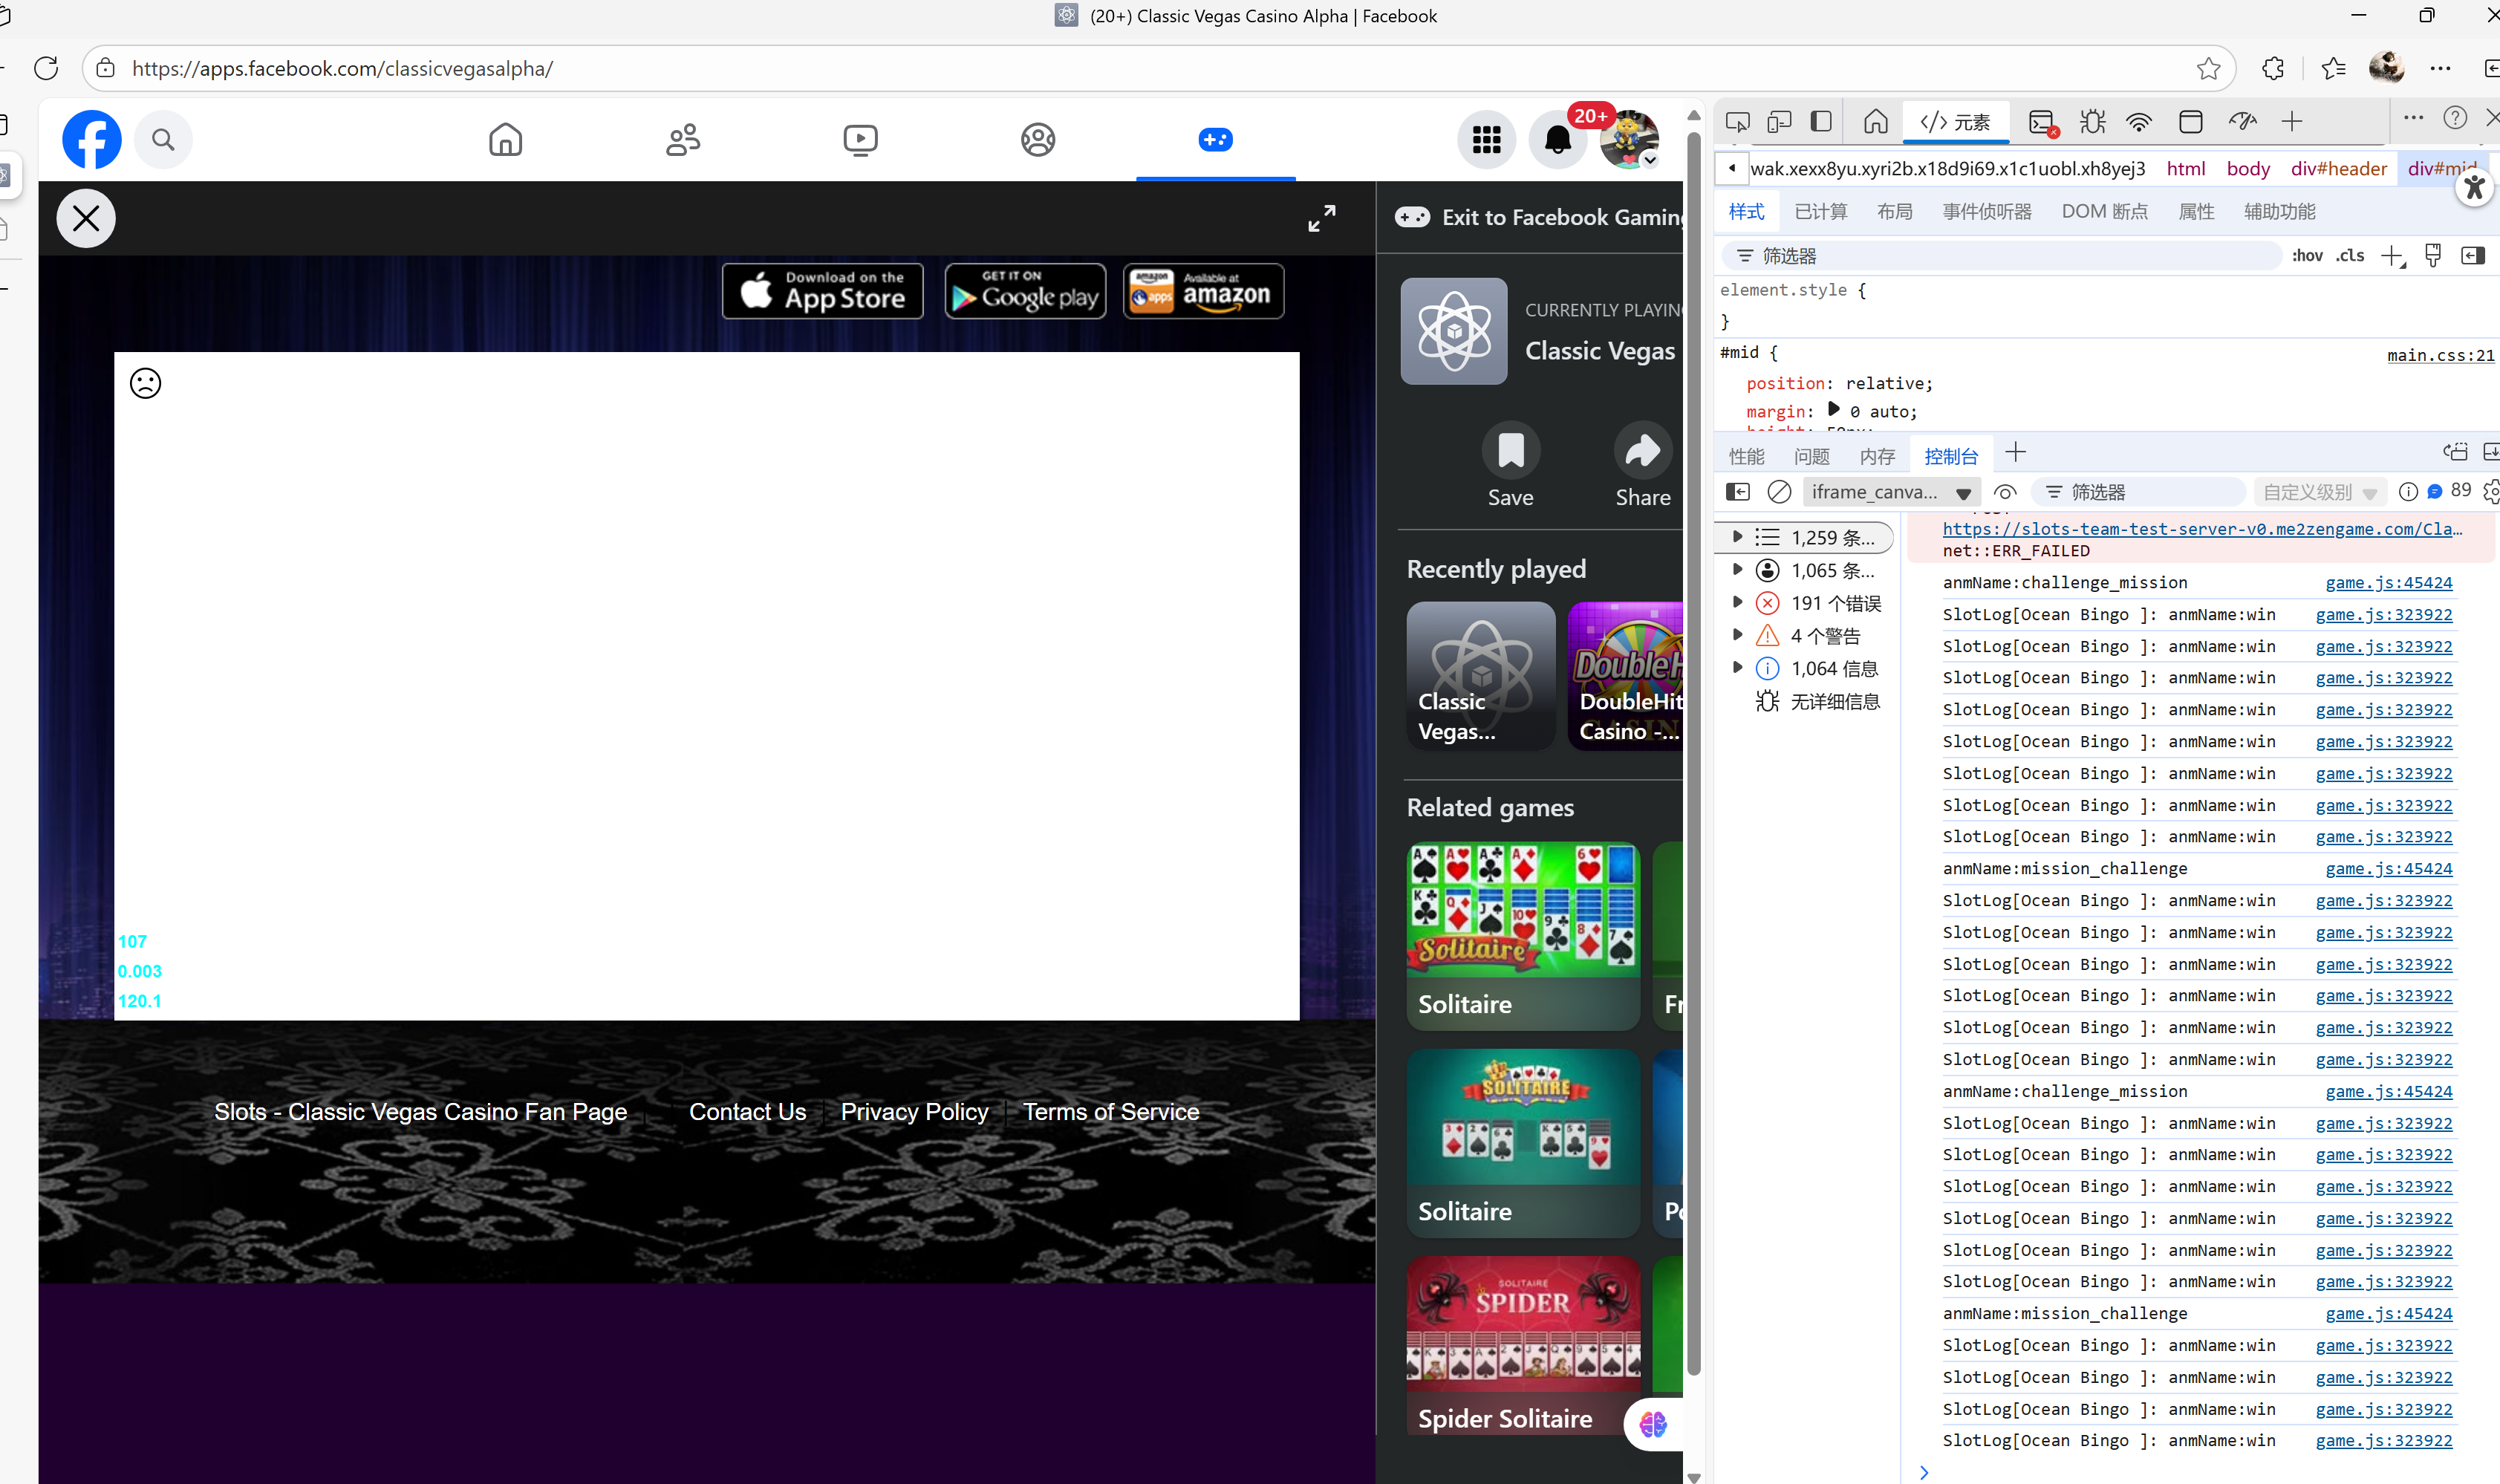 (20+) Classic Vegas Casino Alpha | Facebook
https://apps.facebook.com/classicvegasalpha/
20+
Exit to Facebook Gaming
Download on the
App Store
GET IT ON
Google play
amazon
apps
Available at
amazon
CURRENTLY PLAYING
Classic Vegas
Save
Share
Recently played
Classic
Vegas...
DoubleHit
Casino -...
Related games
Solitaire
Solitaire
SOLITAIRE
Solitaire
SOLITAIRE
SPIDER
Spider Solitaire
107
0.003
120.1
Slots - Classic Vegas Casino Fan Page
Contact Us
Privacy Policy
Terms of Service
元素
wak.xexx8yu.xyri2b.x18d9i69.x1c1uobl.xh8yej3 html body div#header div#mid
样式 已计算 布局 事件侦听器 DOM 断点 属性 辅助功能
筛选器 :hov .cls
element.style {
}
#mid { main.css:21
position: relative;
margin: 0 auto;
height: 50px;
性能 问题 内存 控制台
iframe_canva... 筛选器 自定义级别 89
1,259 条...
1,065 条...
191 个错误
4 个警告
1,064 信息
无详细信息
https://slots-team-test-server-v0.me2zengame.com/Cla…
net::ERR_FAILED
anmName:challenge_mission game.js:45424
SlotLog[Ocean Bingo ]: anmName:win game.js:323922
SlotLog[Ocean Bingo ]: anmName:win game.js:323922
SlotLog[Ocean Bingo ]: anmName:win game.js:323922
SlotLog[Ocean Bingo ]: anmName:win game.js:323922
SlotLog[Ocean Bingo ]: anmName:win game.js:323922
SlotLog[Ocean Bingo ]: anmName:win game.js:323922
SlotLog[Ocean Bingo ]: anmName:win game.js:323922
SlotLog[Ocean Bingo ]: anmName:win game.js:323922
anmName:mission_challenge game.js:45424
SlotLog[Ocean Bingo ]: anmName:win game.js:323922
SlotLog[Ocean Bingo ]: anmName:win game.js:323922
SlotLog[Ocean Bingo ]: anmName:win game.js:323922
SlotLog[Ocean Bingo ]: anmName:win game.js:323922
SlotLog[Ocean Bingo ]: anmName:win game.js:323922
SlotLog[Ocean Bingo ]: anmName:win game.js:323922
anmName:challenge_mission game.js:45424
SlotLog[Ocean Bingo ]: anmName:win game.js:323922
SlotLog[Ocean Bingo ]: anmName:win game.js:323922
SlotLog[Ocean Bingo ]: anmName:win game.js:323922
SlotLog[Ocean Bingo ]: anmName:win game.js:323922
SlotLog[Ocean Bingo ]: anmName:win game.js:323922
SlotLog[Ocean Bingo ]: anmName:win game.js:323922
anmName:mission_challenge game.js:45424
SlotLog[Ocean Bingo ]: anmName:win game.js:323922
SlotLog[Ocean Bingo ]: anmName:win game.js:323922
SlotLog[Ocean Bingo ]: anmName:win game.js:323922
SlotLog[Ocean Bingo ]: anmName:win game.js:323922